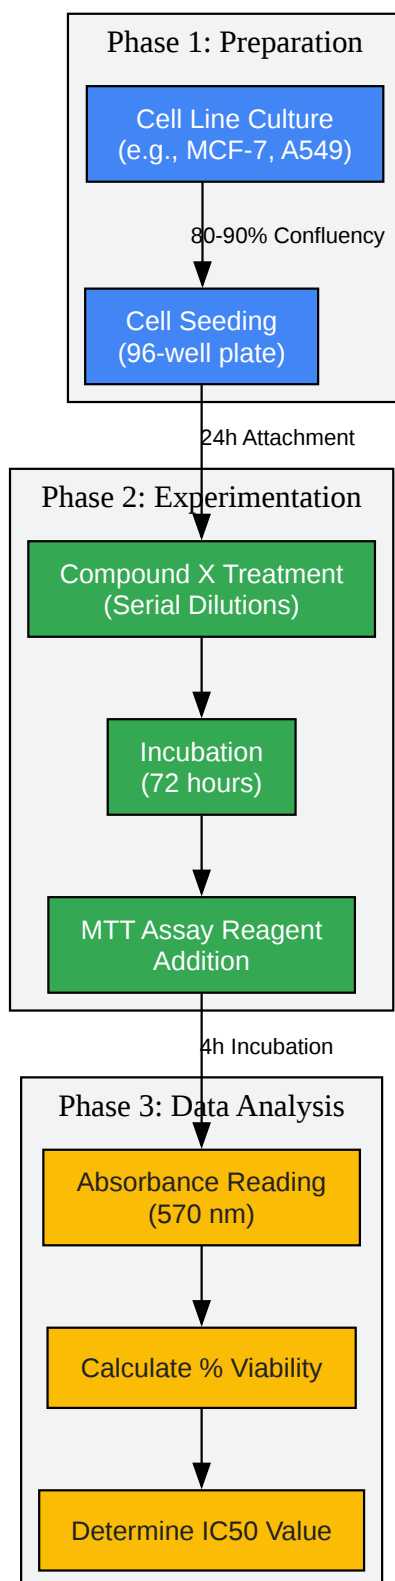 Phase 1: Preparation
Cell Line Culture
(e.g., MCF-7, A549)
80-90% Confluency
Cell Seeding
(96-well plate)
24h Attachment
Phase 2: Experimentation
Compound X Treatment
(Serial Dilutions)
Incubation
(72 hours)
MTT Assay Reagent
Addition
4h Incubation
Phase 3: Data Analysis
Absorbance Reading
(570 nm)
Calculate % Viability
Determine IC50 Value